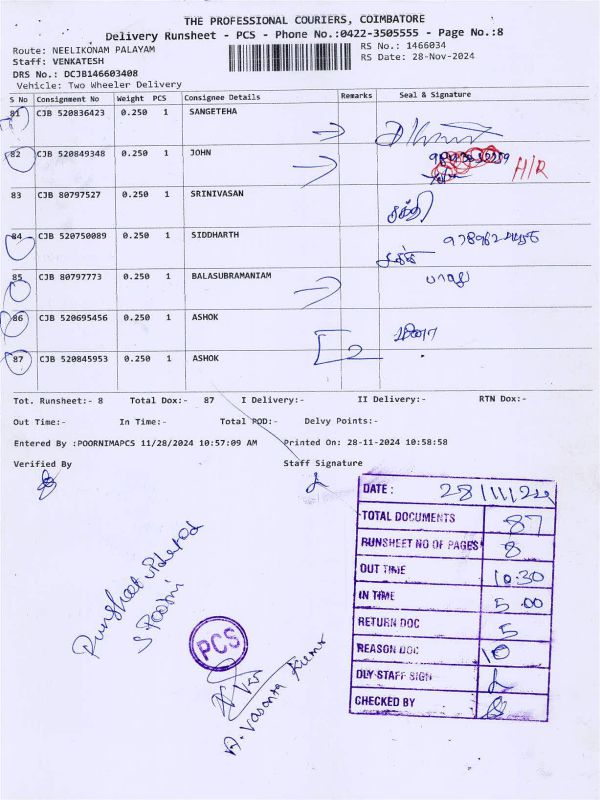 THE PROFESSIONAL COURIERS, COIMBATORE
Delivery Runsheet - PCS - Phone No.:0422-3505555 - Page No.:8
Route: NEELIKONAM PALAYAM
RS No.: 1466034
Staff: VENKATESH
RS Date: 28-Nov-2024
DRS No.: DCJB146603408
Vehicle: Two Wheeler Delivery
S No Consignment No Weight PCS Consignee Details Remarks Seal & Signature
81 CJB 520836423 0.250 1 SANGETEHA
82 CJB 520849348 0.250 1 JOHN H/R
83 CJB 80797527 0.250 1 SRINIVASAN சக்தி
84 CJB 520750089 0.250 1 SIDDHARTH
85 CJB 80797773 0.250 1 BALASUBRAMANIAM பாலு
86 CJB 520695456 0.250 1 ASHOK
87 CJB 520845953 0.250 1 ASHOK
Tot. Runsheet:- 8 Total Dox:- 87 I Delivery:- II Delivery:- RTN Dox:-
Out Time:- In Time:- Total POD:- Delvy Points:-
Entered By :POORNIMAPCS 11/28/2024 10:57:09 AM Printed On: 28-11-2024 10:58:58
Verified By Staff Signature
DATE : 28/11/24
TOTAL DOCUMENTS 87
RUNSHEET NO OF PAGES 8
OUT TIME 10.30
IN TIME 5.00
RETURN DOC 5
REASON DOC 10
DLY STAFF SIGN
CHECKED BY
Runsheet
PCS
Vasanta Kumar